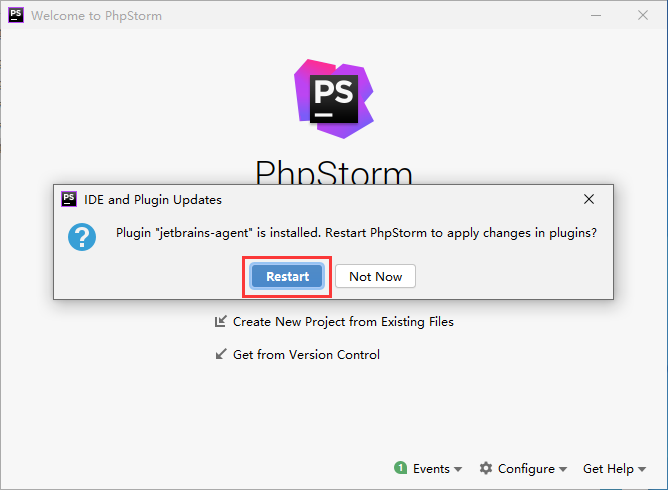 PS Welcome to PhpStorm
PS
PhpStorm
PS IDE and Plugin Updates
Plugin "jetbrains-agent" is installed. Restart PhpStorm to apply changes in plugins?
Restart Not Now
Create New Project from Existing Files
Get from Version Control
1 Events Configure Get Help